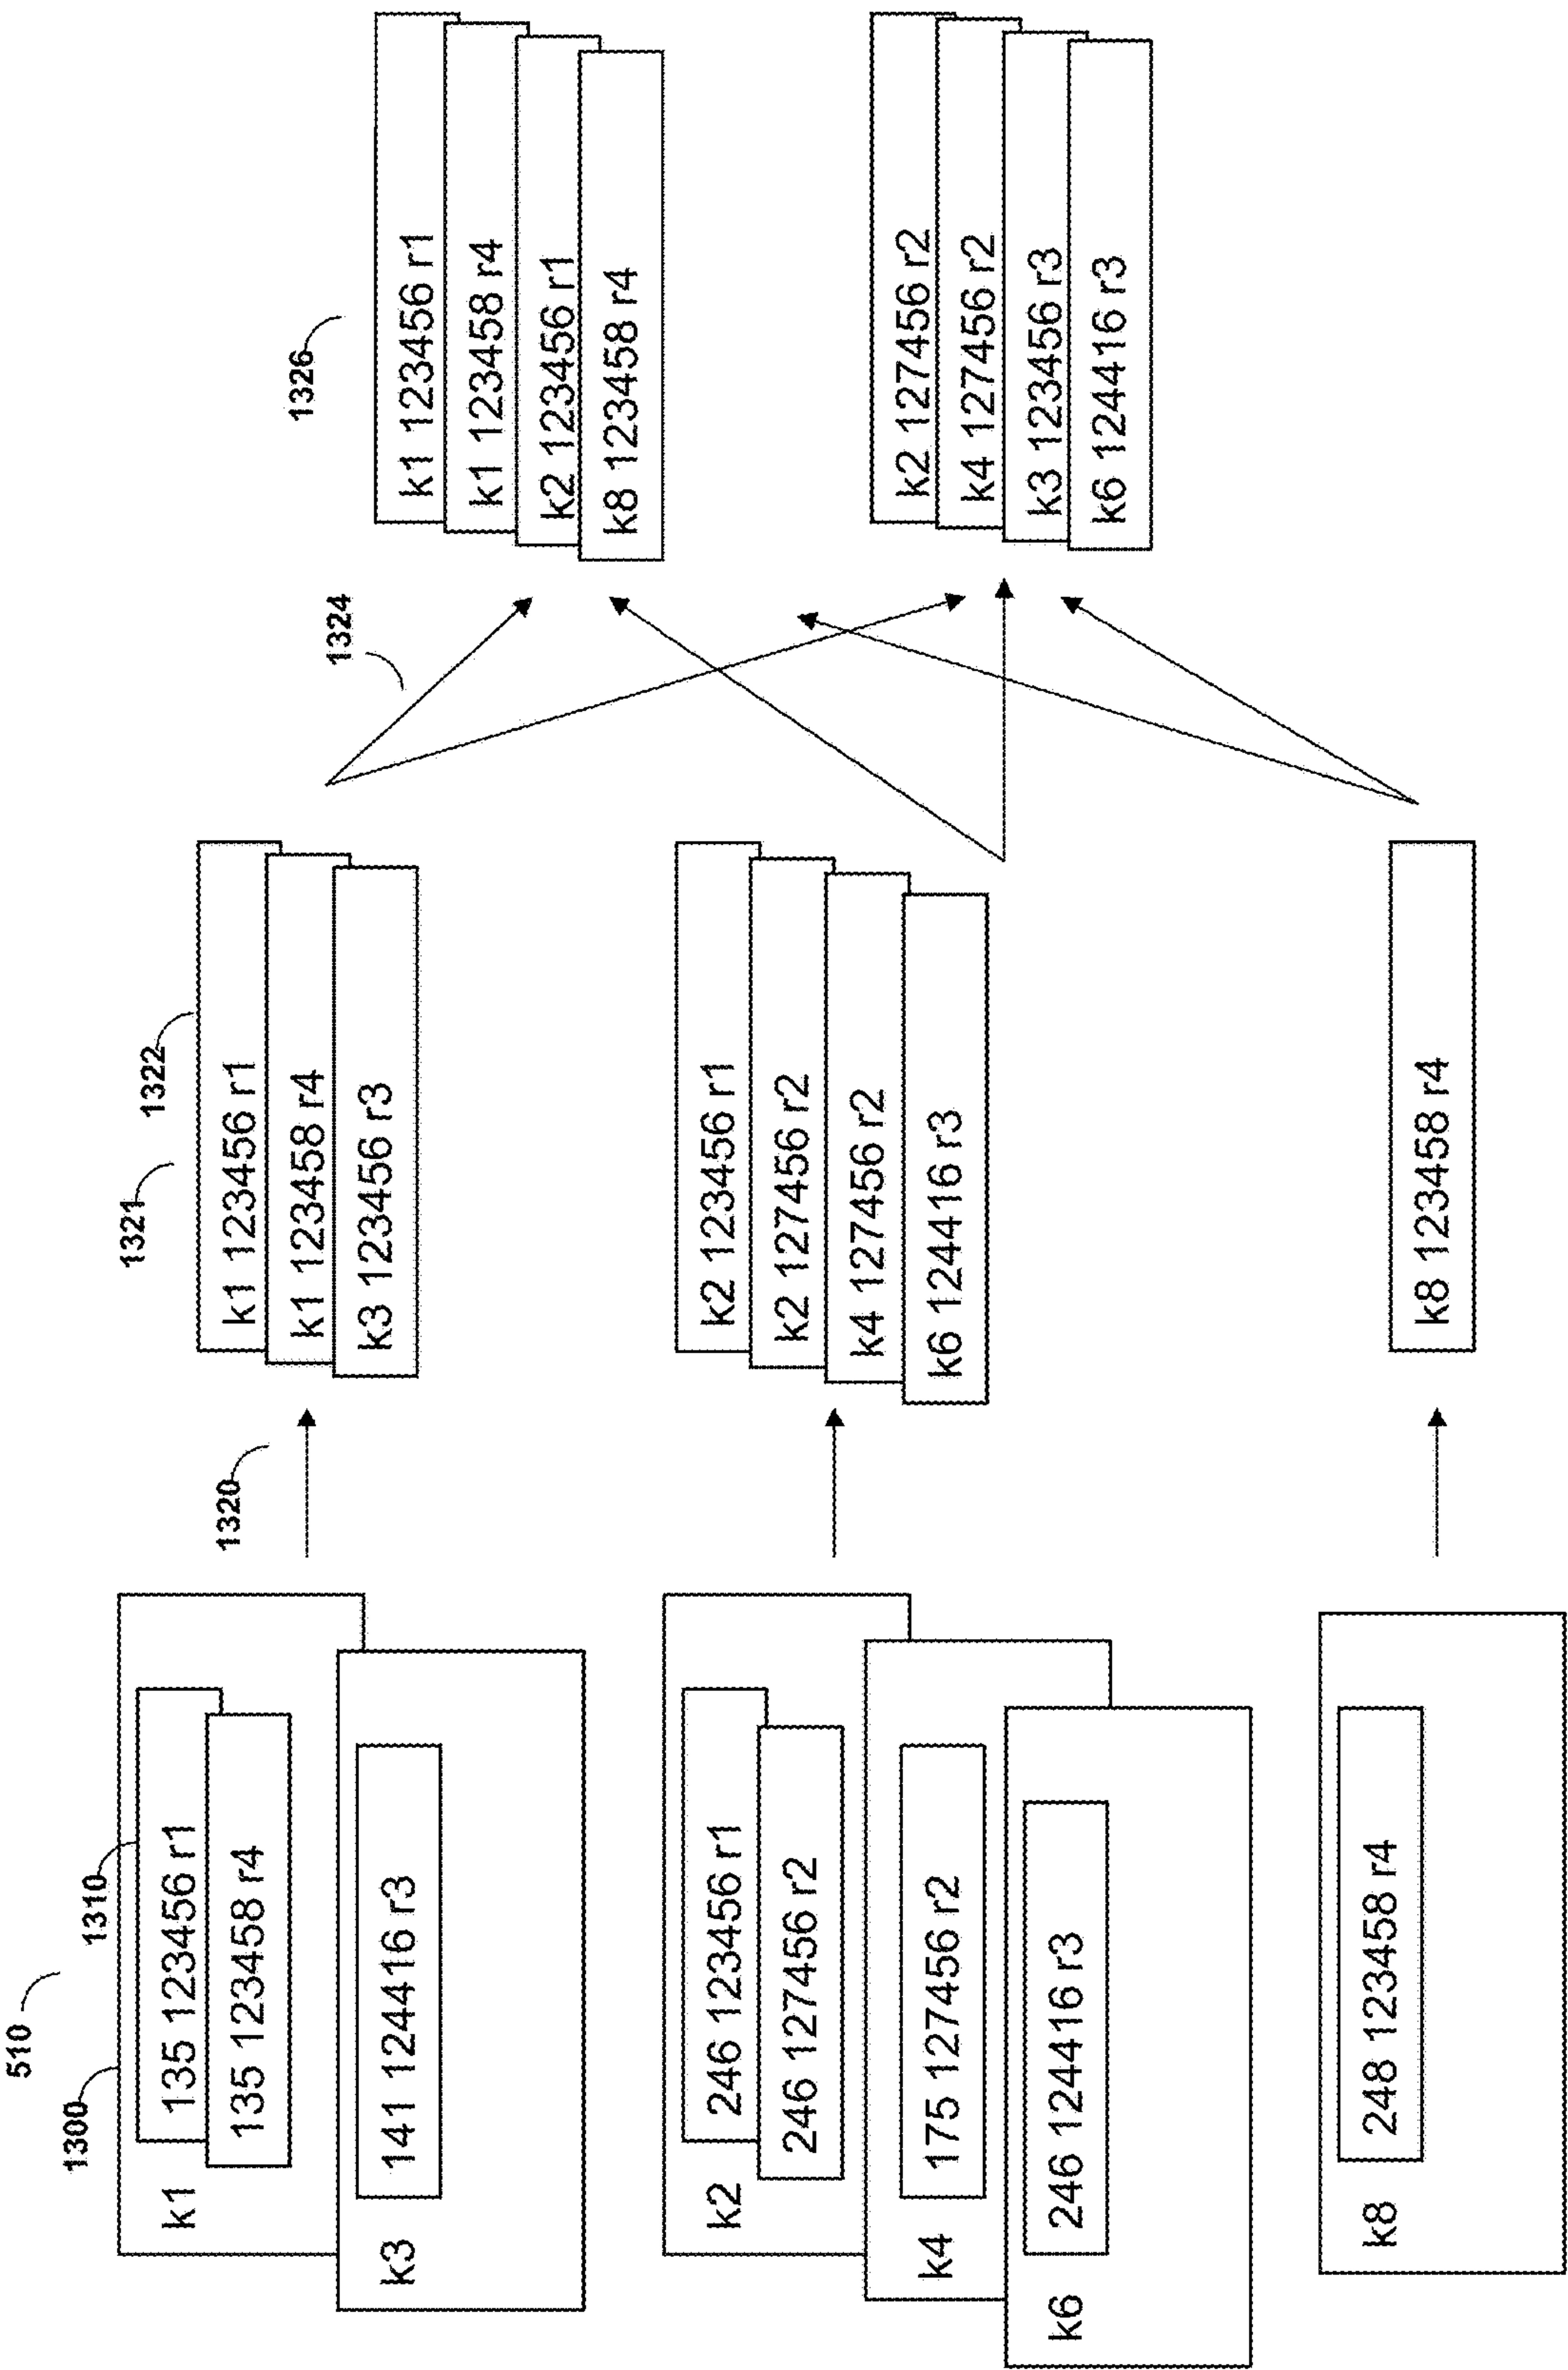 510
1300
1310
k1
135 123456 r1
135 123458 r4
k3
141 124416 r3
k2
246 123456 r1
246 127456 r2
k4
175 127456 r2
k6
246 124416 r3
k8
248 123458 r4
1320
1321
1322
k1 123456 r1
k1 123458 r4
k3 123456 r3
k2 123456 r1
k2 127456 r2
k4 127456 r2
k6 124416 r3
k8 123458 r4
1324
1326
k1 123456 r1
k1 123458 r4
k2 123456 r1
k8 123458 r4
k2 127456 r2
k4 127456 r2
k3 123456 r3
k6 124416 r3